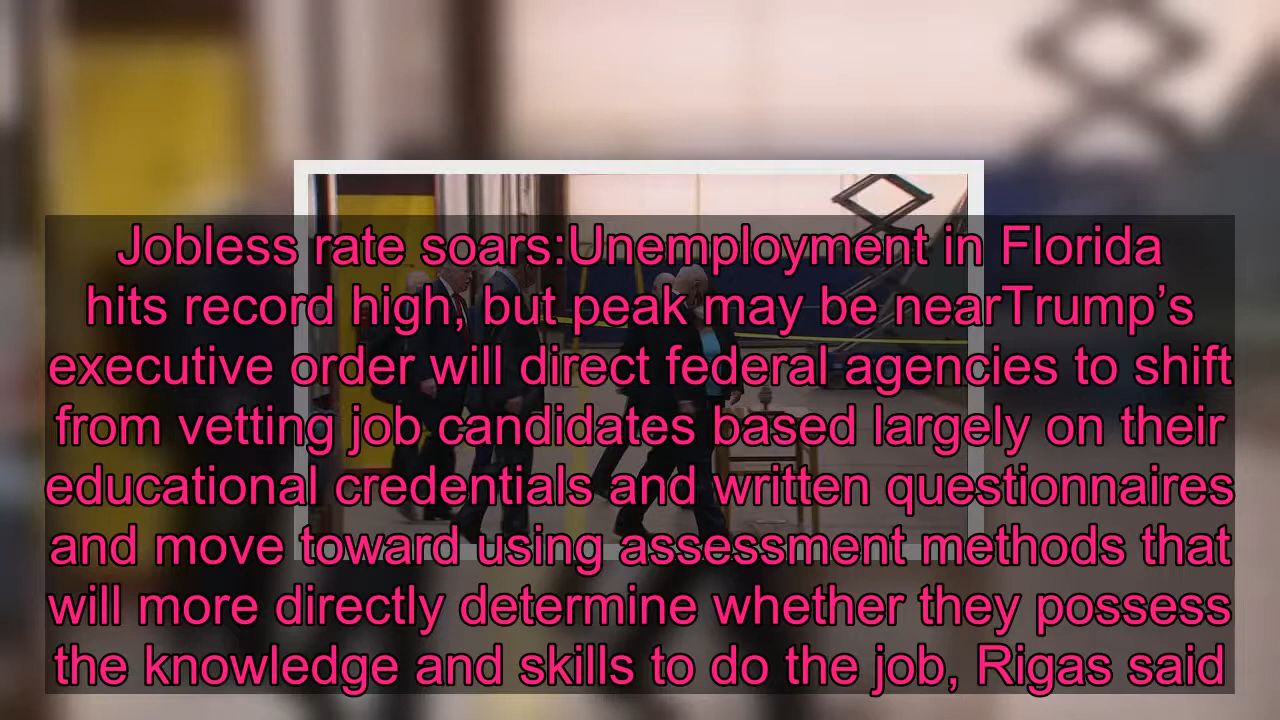 Jobless rate soars:Unemployment in Florida
hits record high, but peak may be nearTrump’s
executive order will direct federal agencies to shift
from vetting job candidates based largely on their
educational credentials and written questionnaires
and move toward using assessment methods that
will more directly determine whether they possess
the knowledge and skills to do the job, Rigas said